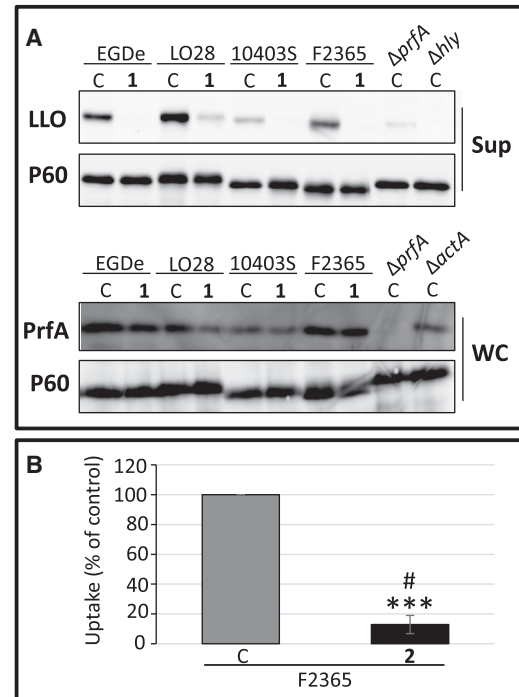 A
EGDe LO28 10403S F2365 ΔprfA Δhly
C 1 C 1 C 1 C 1 C C
LLO
P60
Sup
EGDe LO28 10403S F2365 ΔprfA ΔactA
C 1 C 1 C 1 C 1 C C
PrfA
P60
WC
B
Uptake (% of control)
120
100
80
60
40
20
0
#
***
C 2
F2365